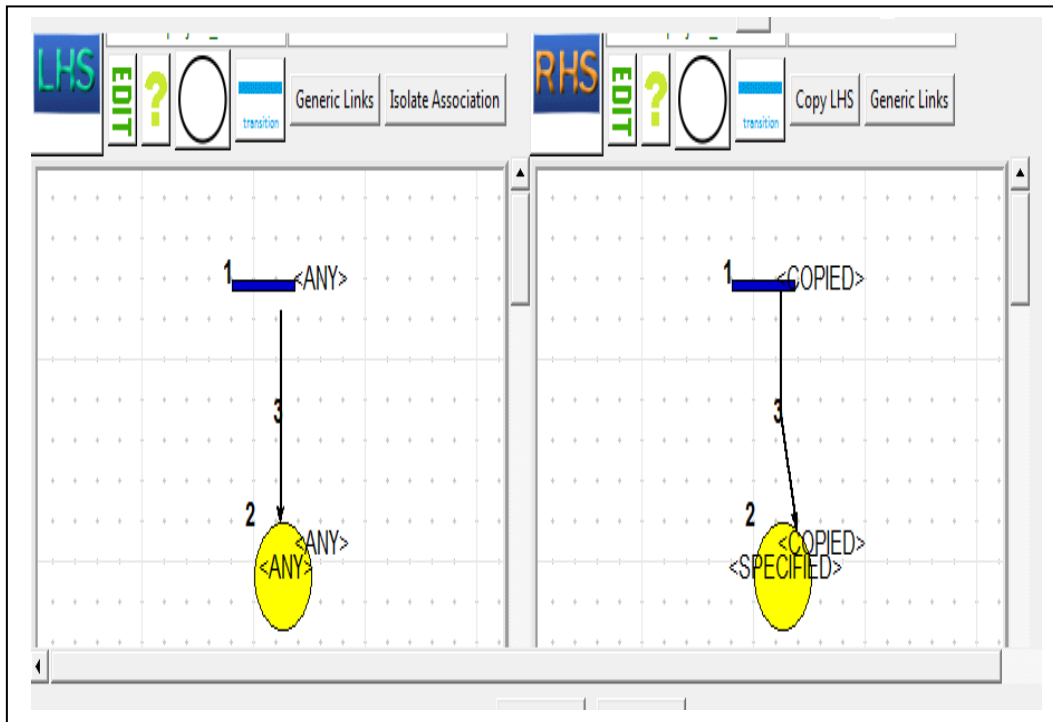 LHS
EDIT
?
transition
Generic Links
Isolate Association
RHS
EDIT
?
transition
Copy LHS
Generic Links
1
<ANY>
3
2
<ANY>
<ANY>
1
<COPIED>
3
2
<COPIED>
<SPECIFIED>